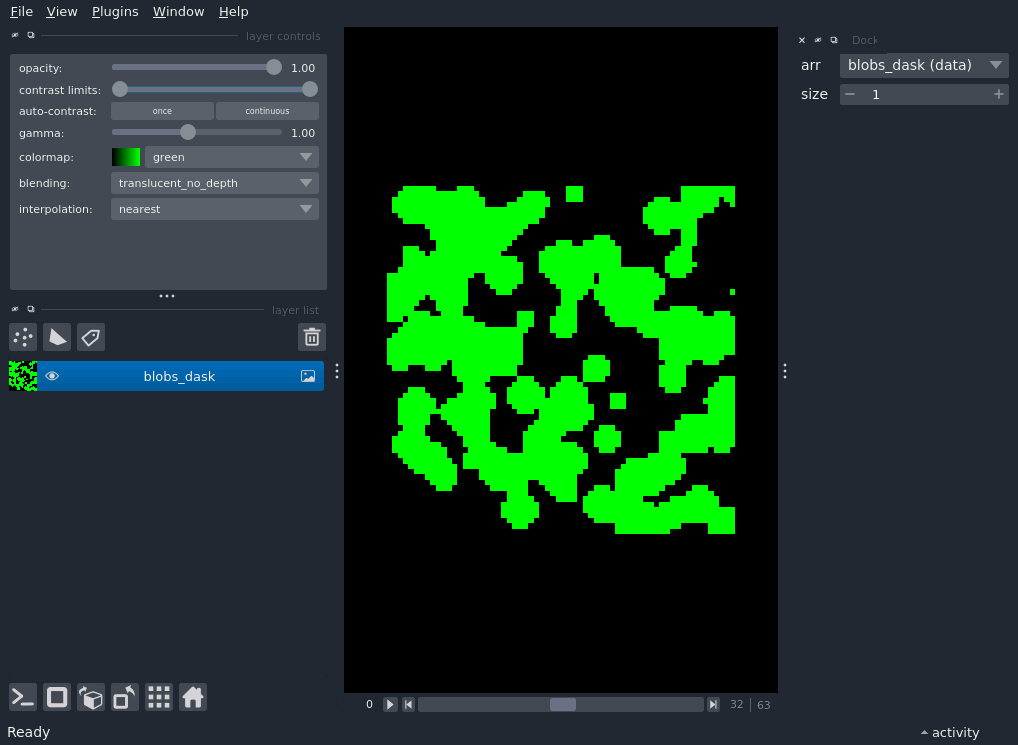 File View Plugins Window Help
layer controls
opacity: 1.00
contrast limits:
auto-contrast: once continuous
gamma: 1.00
colormap: green
blending: translucent_no_depth
interpolation: nearest
layer list
blobs_dask
Ready
0 32 | 63
Dock
arr blobs_dask (data)
size 1
activity